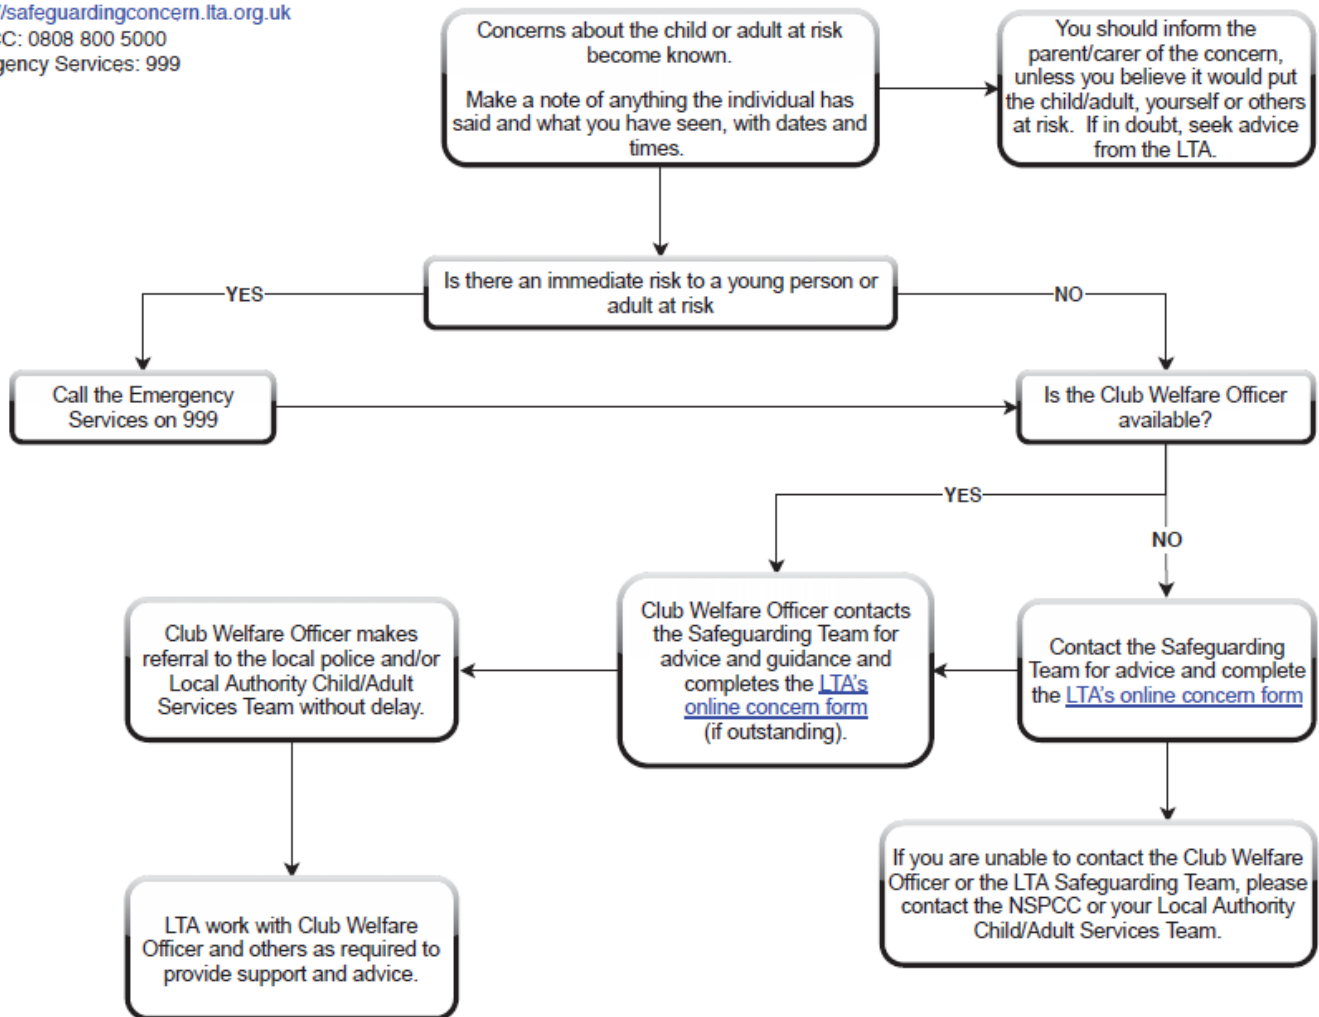 //safeguardingconcern.lta.org.uk
CC: 0808 800 5000
gency Services: 999
Concerns about the child or adult at risk
become known.
Make a note of anything the individual has
said and what you have seen, with dates and
times.
You should inform the
parent/carer of the concern,
unless you believe it would put
the child/adult, yourself or others
at risk. If in doubt, seek advice
from the LTA.
Is there an immediate risk to a young person or
adult at risk
YES
NO
Call the Emergency
Services on 999
Is the Club Welfare Officer
available?
YES
NO
Club Welfare Officer makes
referral to the local police and/or
Local Authority Child/Adult
Services Team without delay.
Club Welfare Officer contacts
the Safeguarding Team for
advice and guidance and
completes the LTA's
online concern form
(if outstanding).
Contact the Safeguarding
Team for advice and complete
the LTA's online concern form
LTA work with Club Welfare
Officer and others as required to
provide support and advice.
If you are unable to contact the Club Welfare
Officer or the LTA Safeguarding Team, please
contact the NSPCC or your Local Authority
Child/Adult Services Team.